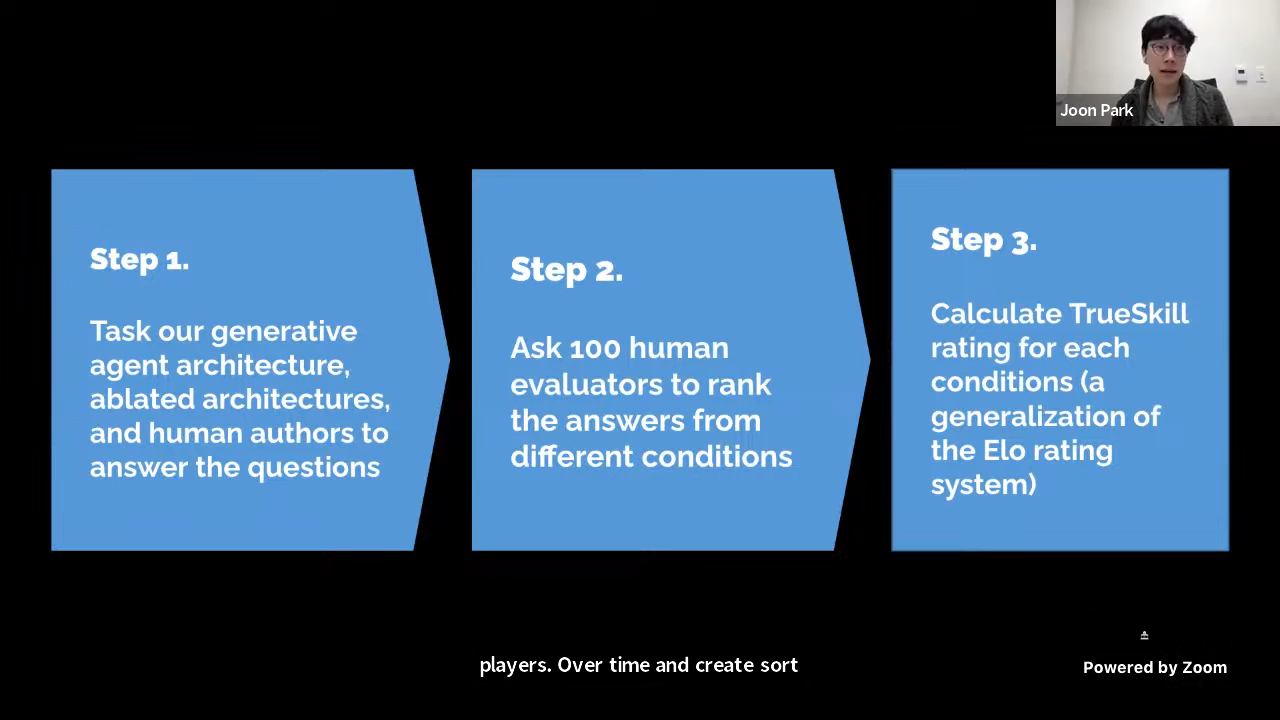 Joon Park
Step 1.
Task our generative
agent architecture,
ablated architectures,
and human authors to
answer the questions
Step 2.
Ask 100 human
evaluators to rank
the answers from
different conditions
Step 3.
Calculate TrueSkill
rating for each
conditions (a
generalization of
the Elo rating
system)
players. Over time and create sort
Powered by Zoom